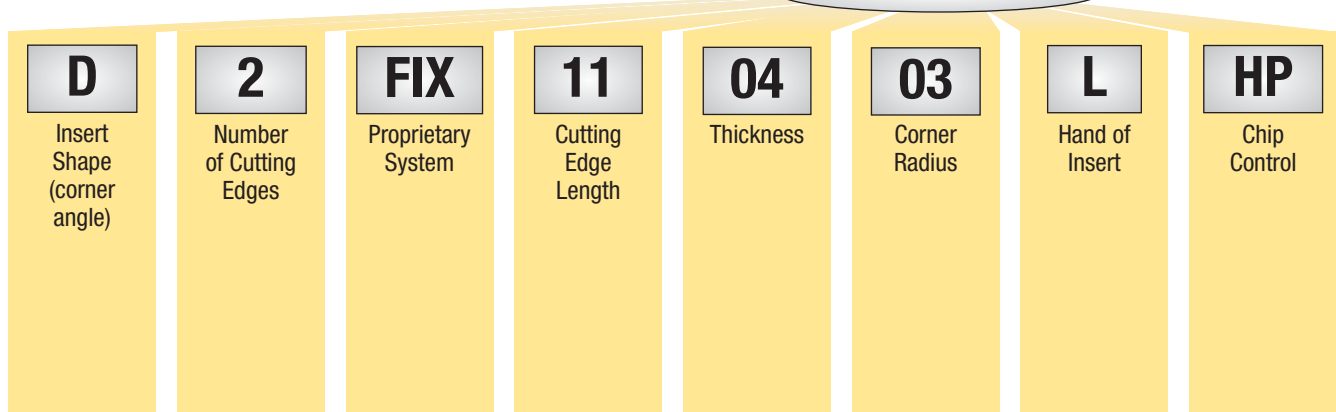 D
Insert
Shape
(corner
angle)
2
Number
of Cutting
Edges
FIX
Proprietary
System
11
Cutting
Edge
Length
04
Thickness
03
Corner
Radius
L
Hand of
Insert
HP
Chip
Control